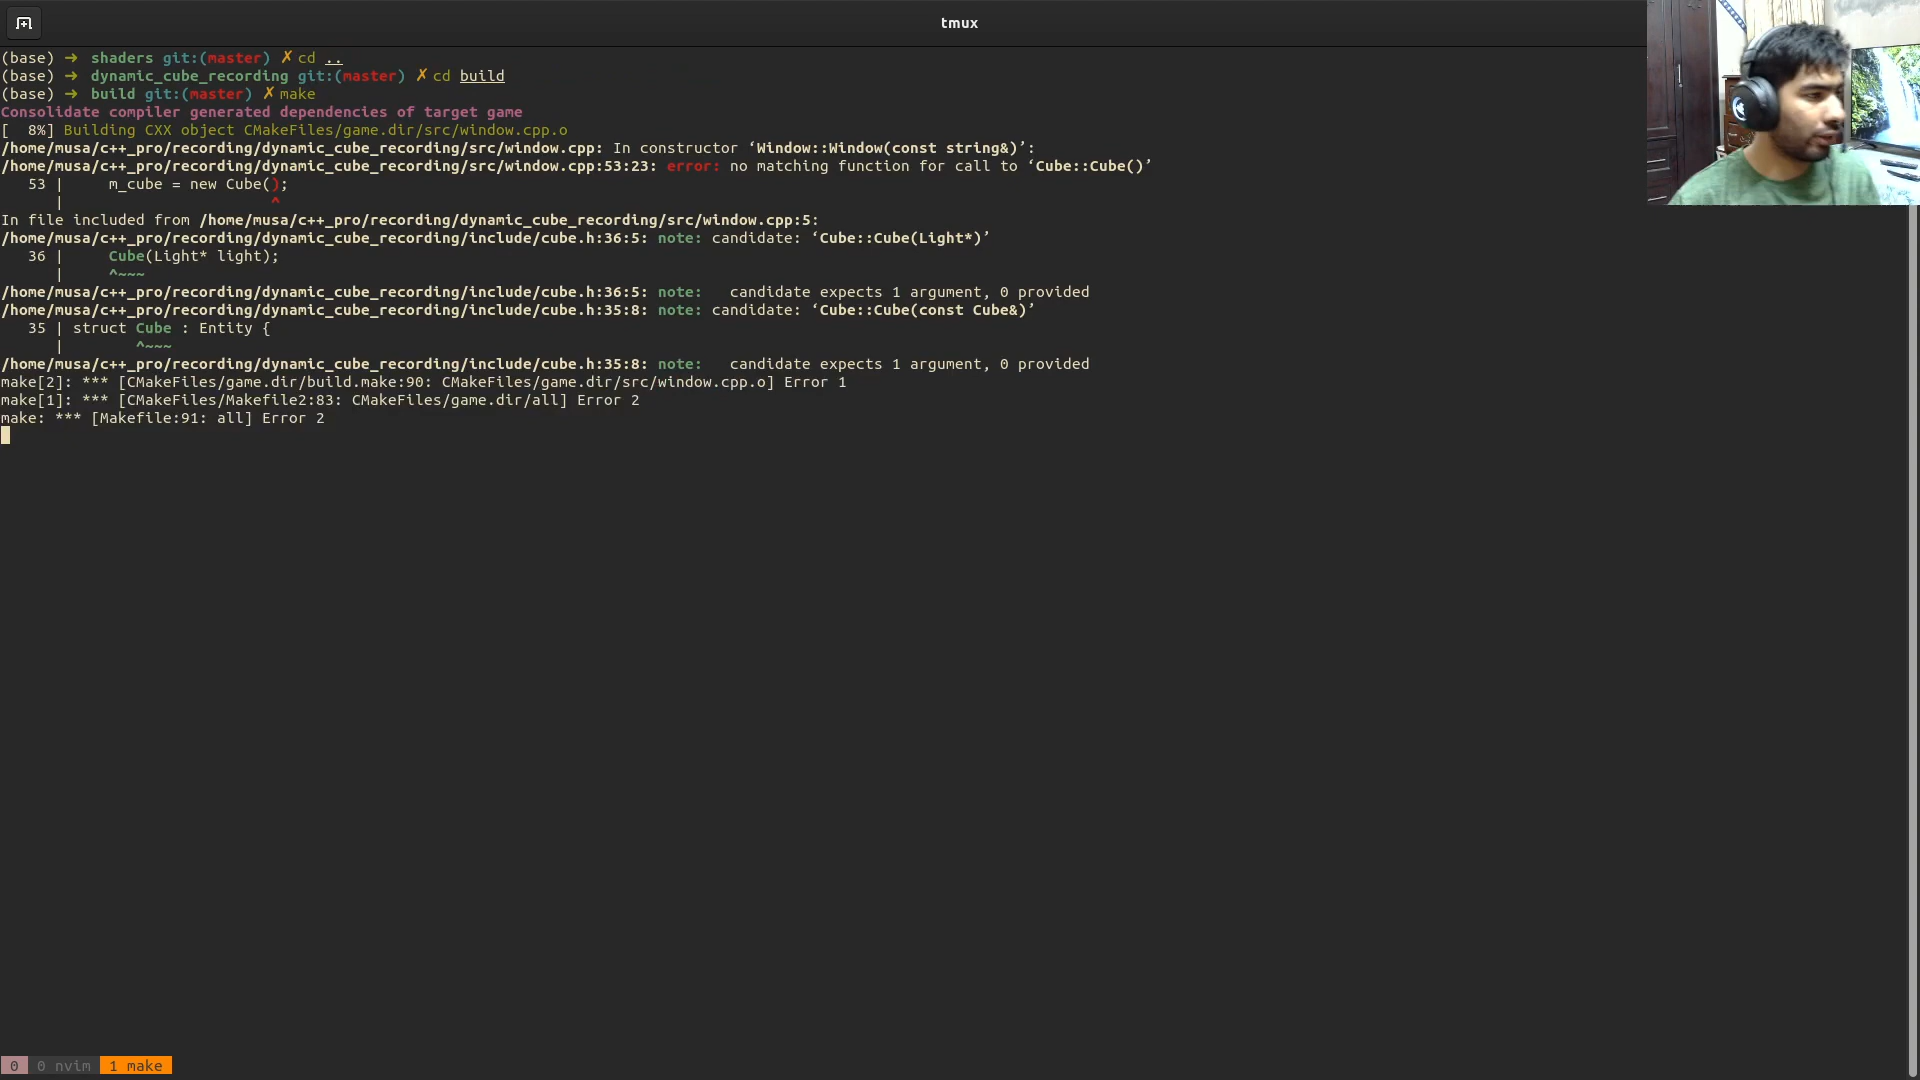 tmux
(base) ➜ shaders git:(master) ✗ cd ..
(base) ➜ dynamic_cube_recording git:(master) ✗ cd build
(base) ➜ build git:(master) ✗ make
Consolidate compiler generated dependencies of target game
[  8%] Building CXX object CMakeFiles/game.dir/src/window.cpp.o
/home/musa/c++_pro/recording/dynamic_cube_recording/src/window.cpp: In constructor ‘Window::Window(const string&)’:
/home/musa/c++_pro/recording/dynamic_cube_recording/src/window.cpp:53:23: error: no matching function for call to ‘Cube::Cube()’
   53 |     m_cube = new Cube();
      |                       ^
In file included from /home/musa/c++_pro/recording/dynamic_cube_recording/src/window.cpp:5:
/home/musa/c++_pro/recording/dynamic_cube_recording/include/cube.h:36:5: note: candidate: ‘Cube::Cube(Light*)’
   36 |     Cube(Light* light);
      |     ^~~~
/home/musa/c++_pro/recording/dynamic_cube_recording/include/cube.h:36:5: note:   candidate expects 1 argument, 0 provided
/home/musa/c++_pro/recording/dynamic_cube_recording/include/cube.h:35:8: note: candidate: ‘Cube::Cube(const Cube&)’
   35 | struct Cube : Entity {
      |        ^~~~
/home/musa/c++_pro/recording/dynamic_cube_recording/include/cube.h:35:8: note:   candidate expects 1 argument, 0 provided
make[2]: *** [CMakeFiles/game.dir/build.make:90: CMakeFiles/game.dir/src/window.cpp.o] Error 1
make[1]: *** [CMakeFiles/Makefile2:83: CMakeFiles/game.dir/all] Error 2
make: *** [Makefile:91: all] Error 2
0 0 nvim 1 make